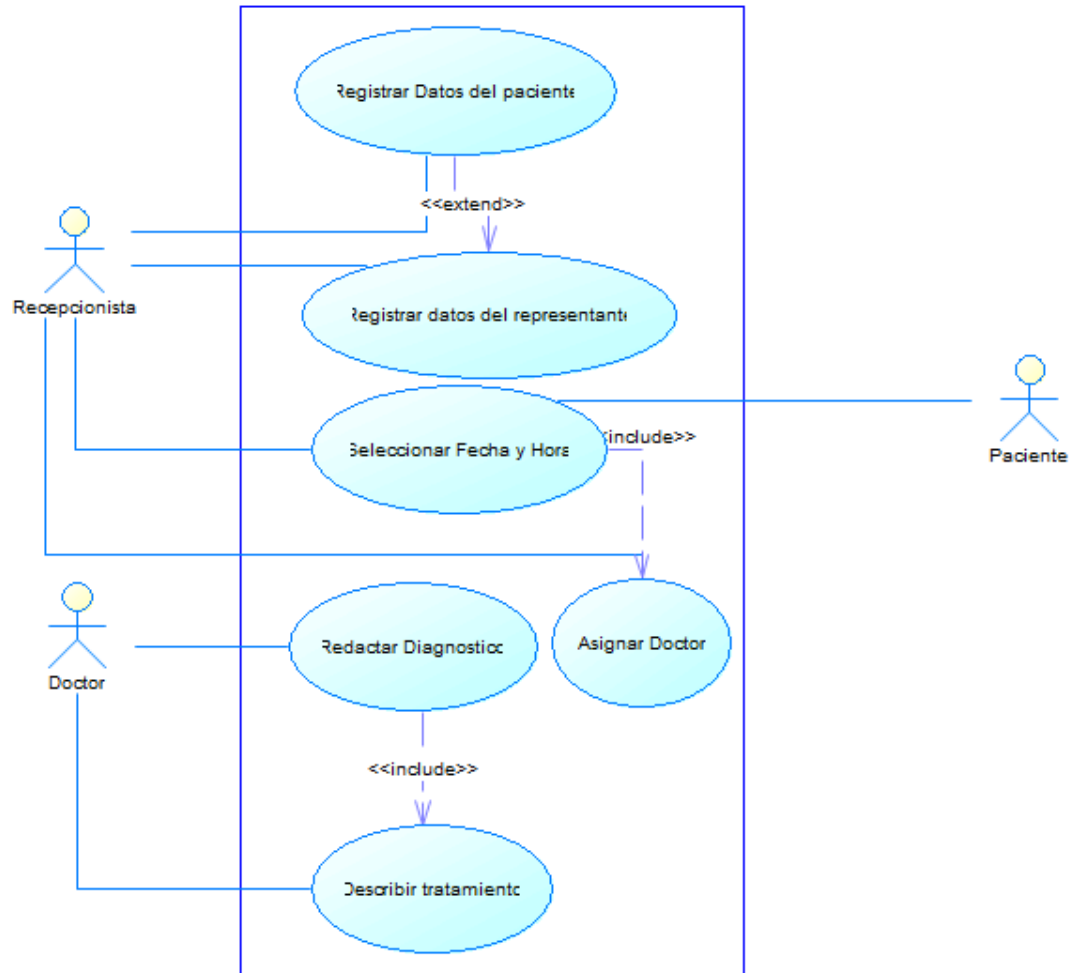 Registrar Datos del paciente
<<extend>>
Recepcionista
Registrar datos del representante
Seleccionar Fecha y Hora
<<include>>
Paciente
Doctor
Redactar Diagnostico
Asignar Doctor
<<include>>
Describir tratamiento